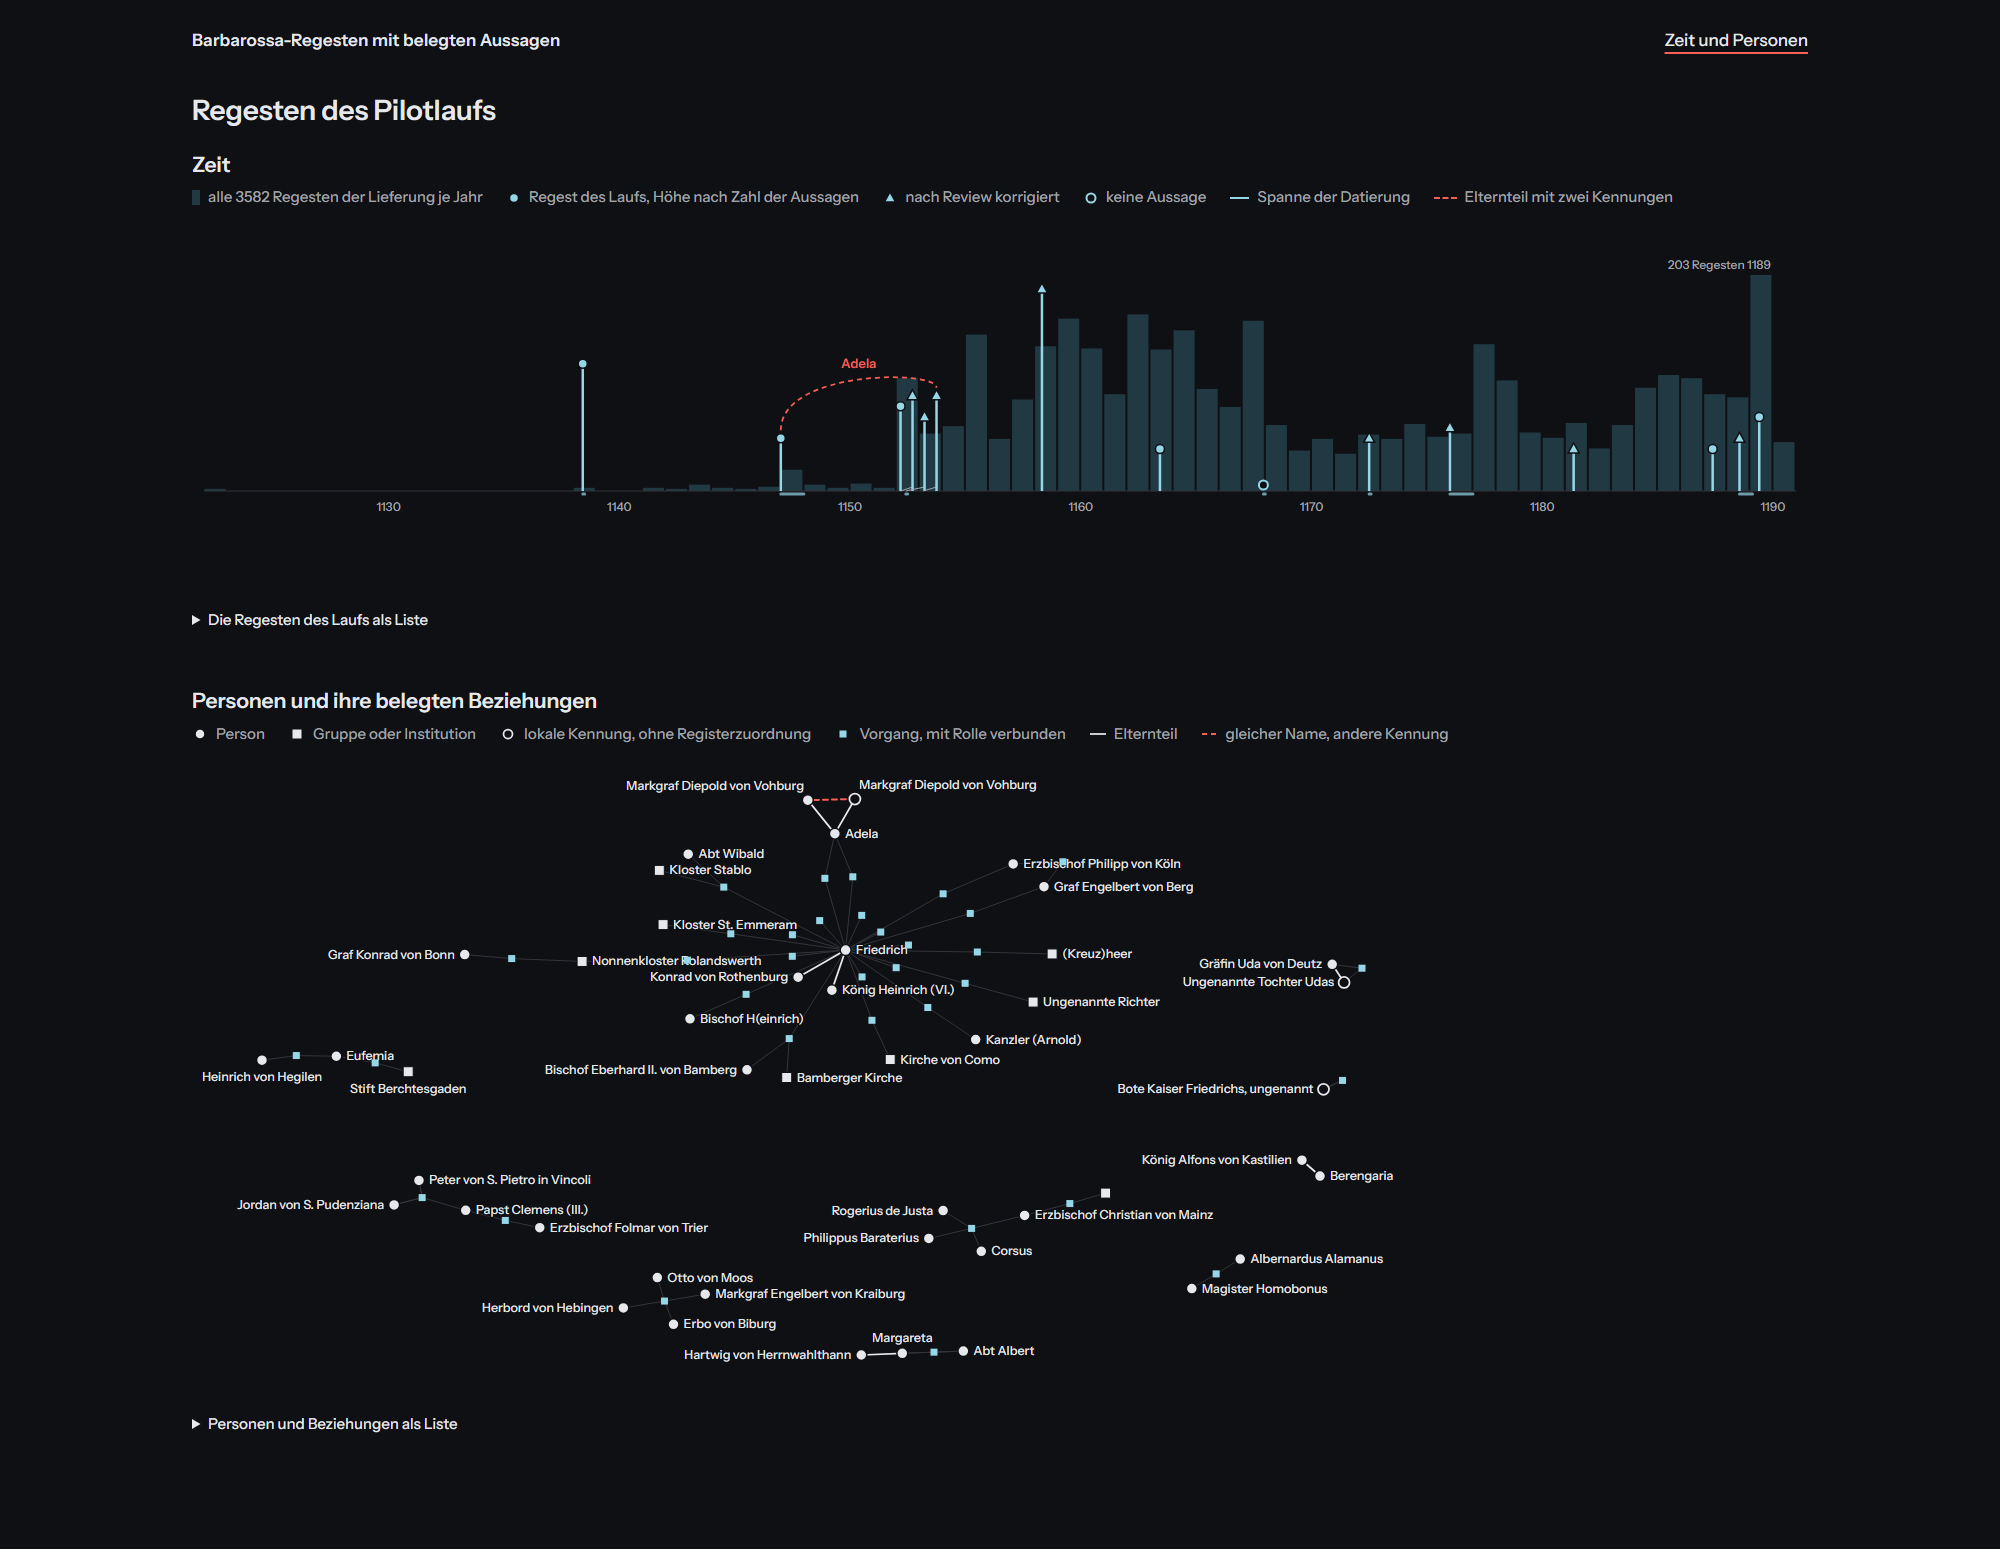 Barbarossa-Regesten mit belegten Aussagen
Zeit und Personen
Regesten des Pilotlaufs
Zeit
alle 3582 Regesten der Lieferung je Jahr
Regest des Laufs, Höhe nach Zahl der Aussagen
nach Review korrigiert
keine Aussage
Spanne der Datierung
Elternteil mit zwei Kennungen
203 Regesten 1189
Adela
1130
1140
1150
1160
1170
1180
1190
Die Regesten des Laufs als Liste
Personen und ihre belegten Beziehungen
Person
Gruppe oder Institution
lokale Kennung, ohne Registerzuordnung
Vorgang, mit Rolle verbunden
Elternteil
gleicher Name, andere Kennung
Markgraf Diepold von Vohburg
Markgraf Diepold von Vohburg
Adela
Abt Wibald
Kloster Stablo
Erzbischof Philipp von Köln
Graf Engelbert von Berg
Kloster St. Emmeram
Friedrich
(Kreuz)heer
Graf Konrad von Bonn
Nonnenkloster Rolandswerth
Konrad von Rothenburg
Gräfin Uda von Deutz
Ungenannte Tochter Udas
König Heinrich (VI.)
Ungenannte Richter
Bischof H(einrich)
Kanzler (Arnold)
Eufemia
Kirche von Como
Heinrich von Hegilen
Bischof Eberhard II. von Bamberg
Bamberger Kirche
Stift Berchtesgaden
Bote Kaiser Friedrichs, ungenannt
König Alfons von Kastilien
Berengaria
Peter von S. Pietro in Vincoli
Jordan von S. Pudenziana
Papst Clemens (III.)
Erzbischof Folmar von Trier
Rogerius de Justa
Erzbischof Christian von Mainz
Philippus Baraterius
Corsus
Albernardus Alamanus
Magister Homobonus
Otto von Moos
Markgraf Engelbert von Kraiburg
Herbord von Hebingen
Erbo von Biburg
Margareta
Hartwig von Herrnwahlthann
Abt Albert
Personen und Beziehungen als Liste